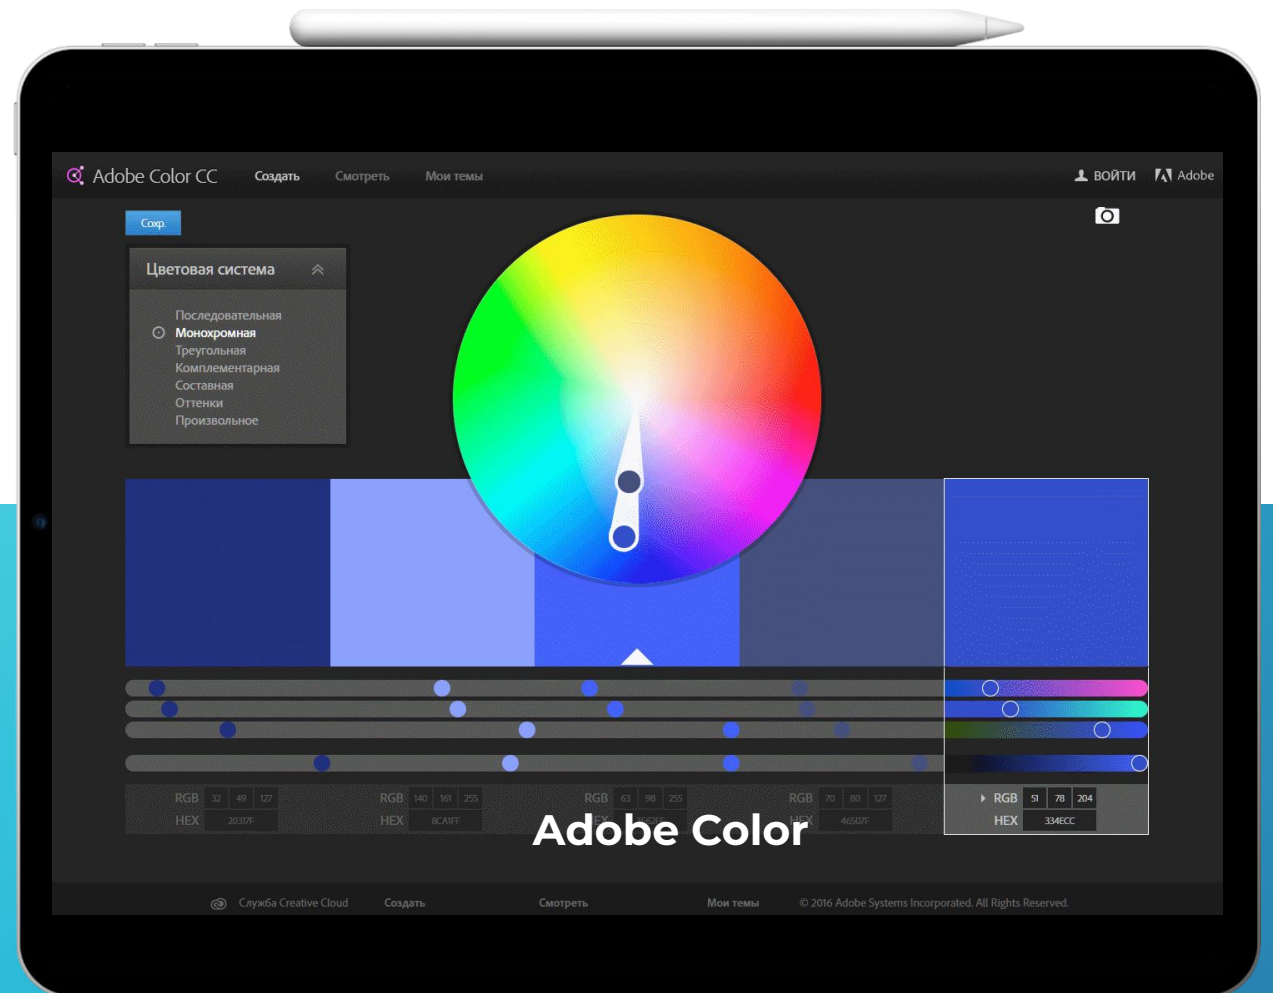 Adobe Color CC
Создать
Смотреть
Мои темы
ВОЙТИ
Adobe
Сохр.
Цветовая система
Последовательная
Монохромная
Треугольная
Комплементарная
Составная
Оттенки
Произвольное
RGB 32 49 127
HEX 20317F
RGB 140 161 255
HEX 8CA1FF
RGB 63 98 255
RGB 70 80 127
HEX 46507F
RGB 51 78 204
HEX 334ECC
Adobe Color
Служба Creative Cloud
Создать
Смотреть
Мои темы
© 2016 Adobe Systems Incorporated. All Rights Reserved.